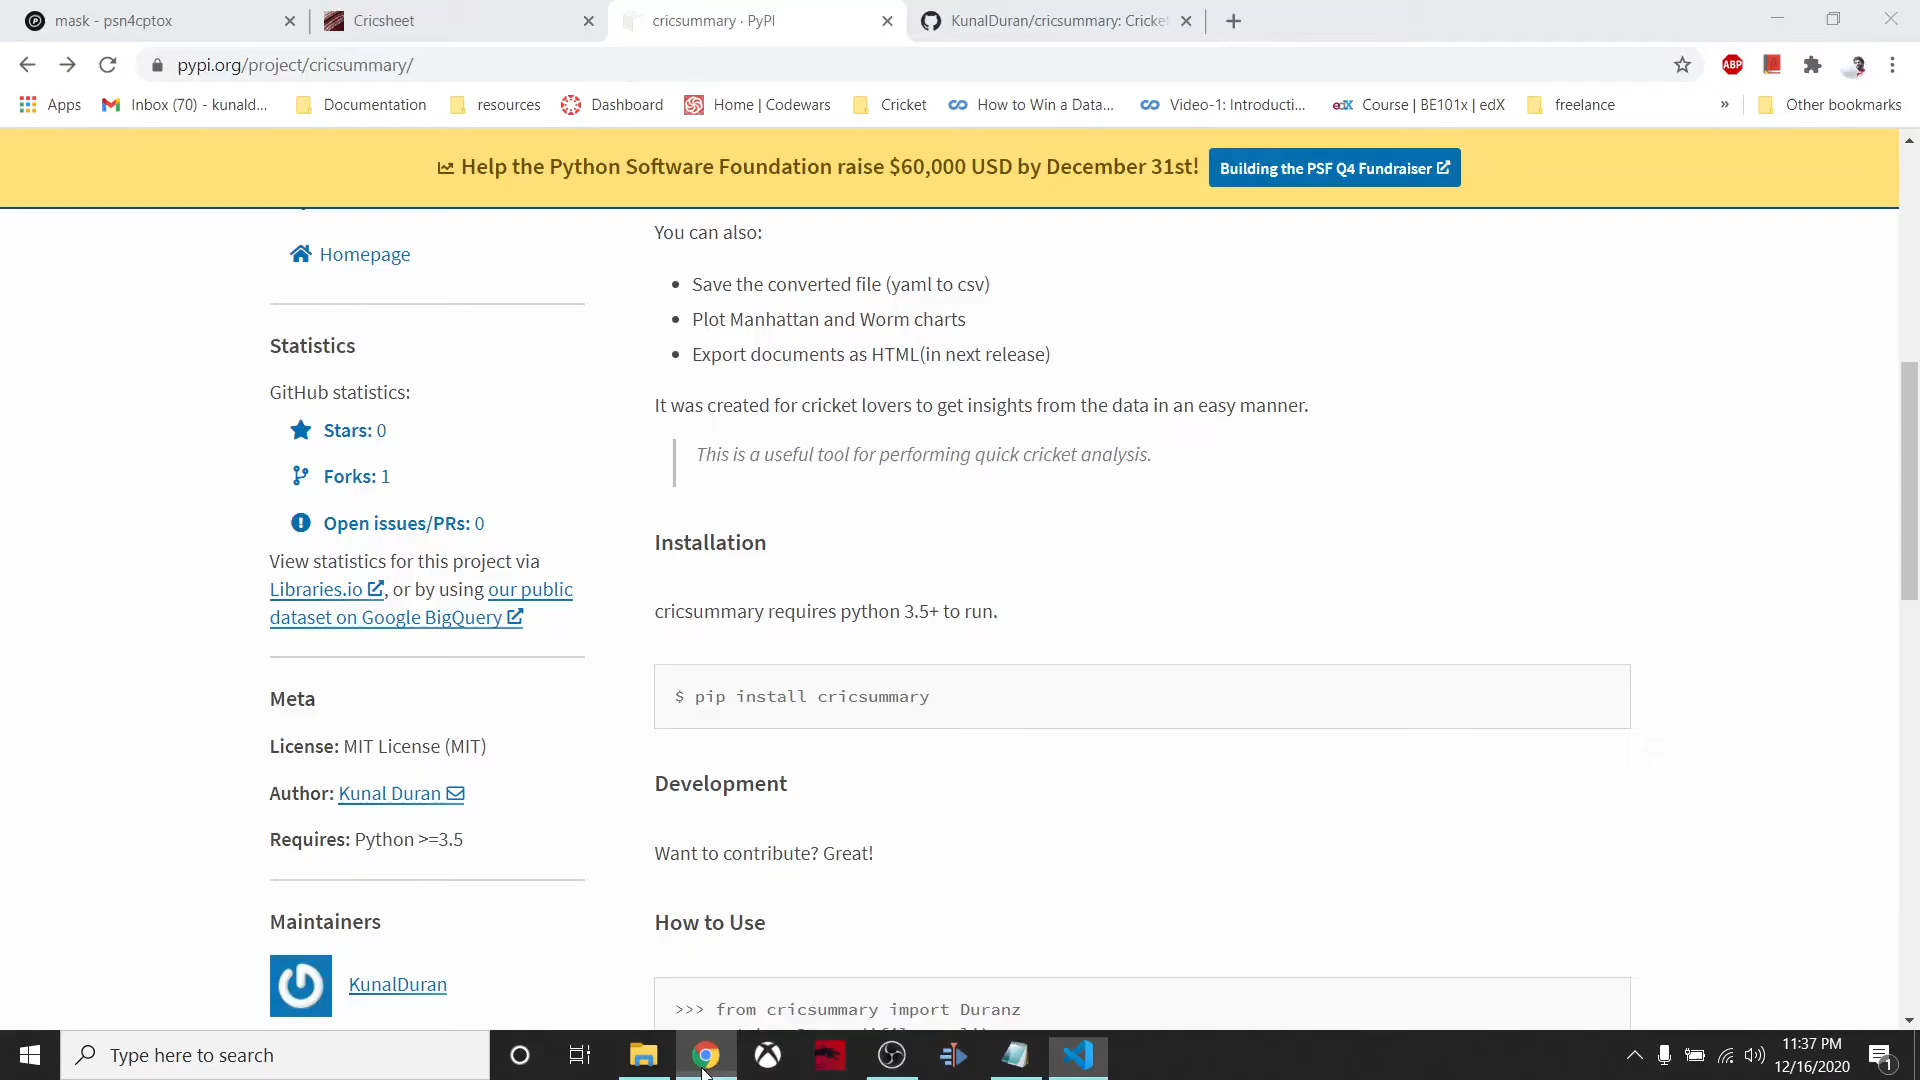 mask - psn4cptox
Cricsheet
cricsummary · PyPI
KunalDuran/cricsummary: Cricke
pypi.org/project/cricsummary/
ABP
Apps
Inbox (70) - kunald...
Documentation
resources
Dashboard
Home | Codewars
Cricket
How to Win a Data...
Video-1: Introducti...
edX
Course | BE101x | edX
freelance
»
Other bookmarks
Help the Python Software Foundation raise $60,000 USD by December 31st!
Building the PSF Q4 Fundraiser
Homepage
Statistics
GitHub statistics:
Stars: 0
Forks: 1
Open issues/PRs: 0
View statistics for this project via
Libraries.io, or by using our public
dataset on Google BigQuery
Meta
License: MIT License (MIT)
Author: Kunal Duran
Requires: Python >=3.5
Maintainers
KunalDuran
You can also:
• Save the converted file (yaml to csv)
• Plot Manhattan and Worm charts
• Export documents as HTML(in next release)
It was created for cricket lovers to get insights from the data in an easy manner.
This is a useful tool for performing quick cricket analysis.
Installation
cricsummary requires python 3.5+ to run.
$ pip install cricsummary
Development
Want to contribute? Great!
How to Use
>>> from cricsummary import Duranz
Type here to search
11:37 PM
12/16/2020
1